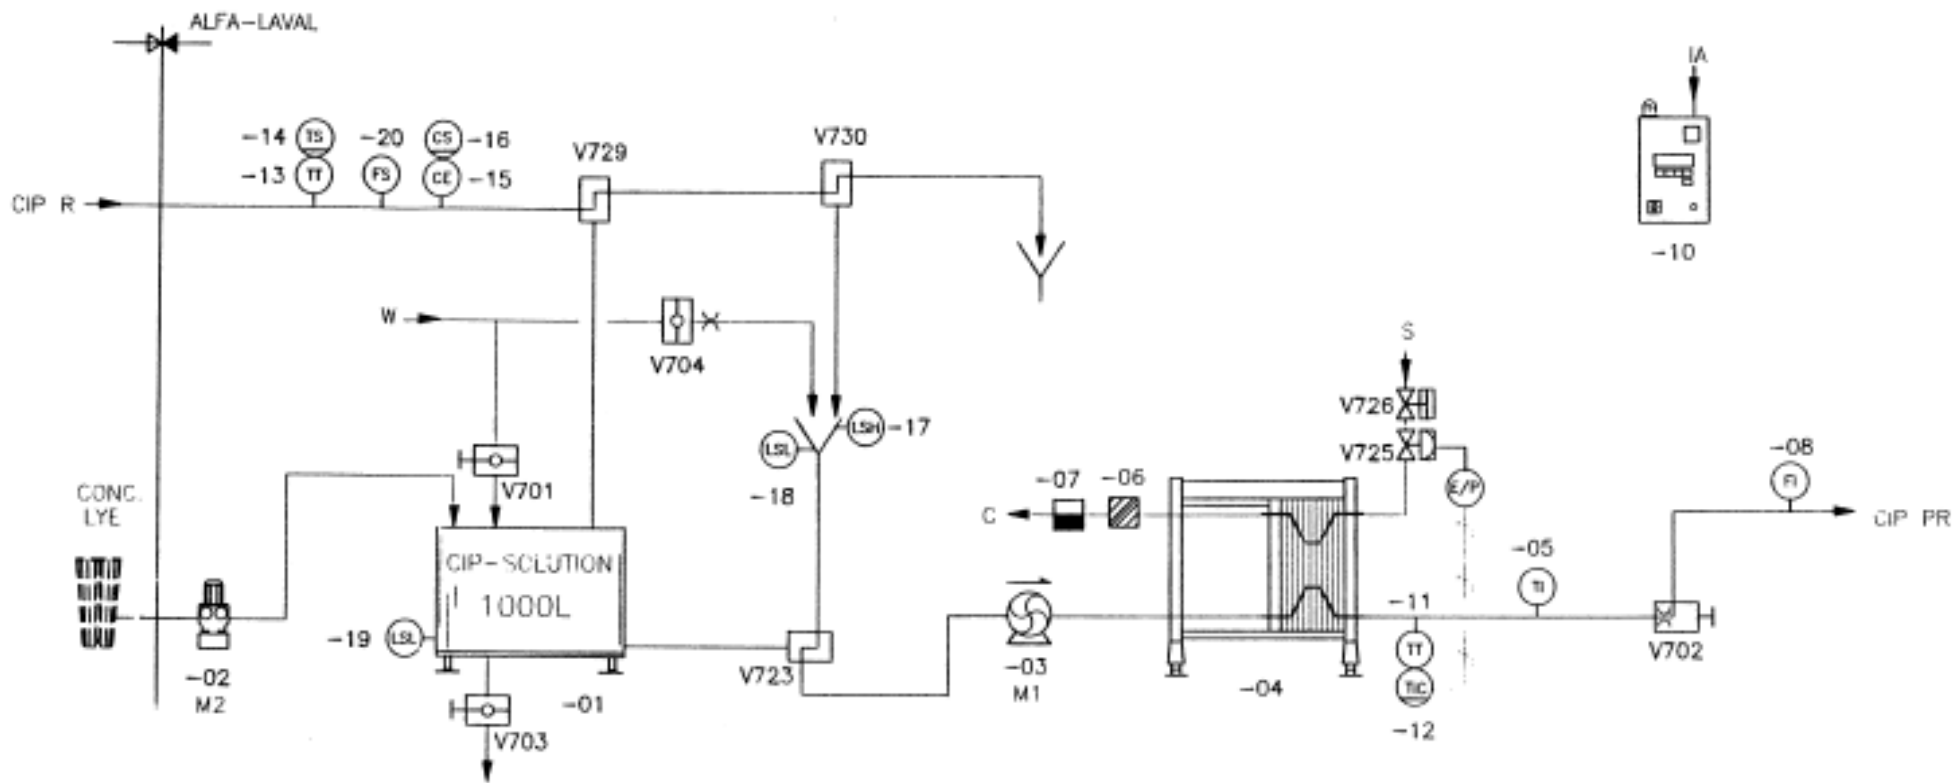 ALFA-LAVAL
IA
-14 TS -20 CS -16
-13 TT FS CE -15
V729
V730
CIP R
-10
W
V704
S
V726
V725
LSH -17
LSL
-18
E/P
-08
FI
CIP PR
-07 -06
C
V701
CONC.
LYE
CIP-SOLUTION
1000L
-05
TI
-11
TT
TIC
-12
-19 LSL
V723
-03
M1
-04
V702
-02
M2
-01
V703